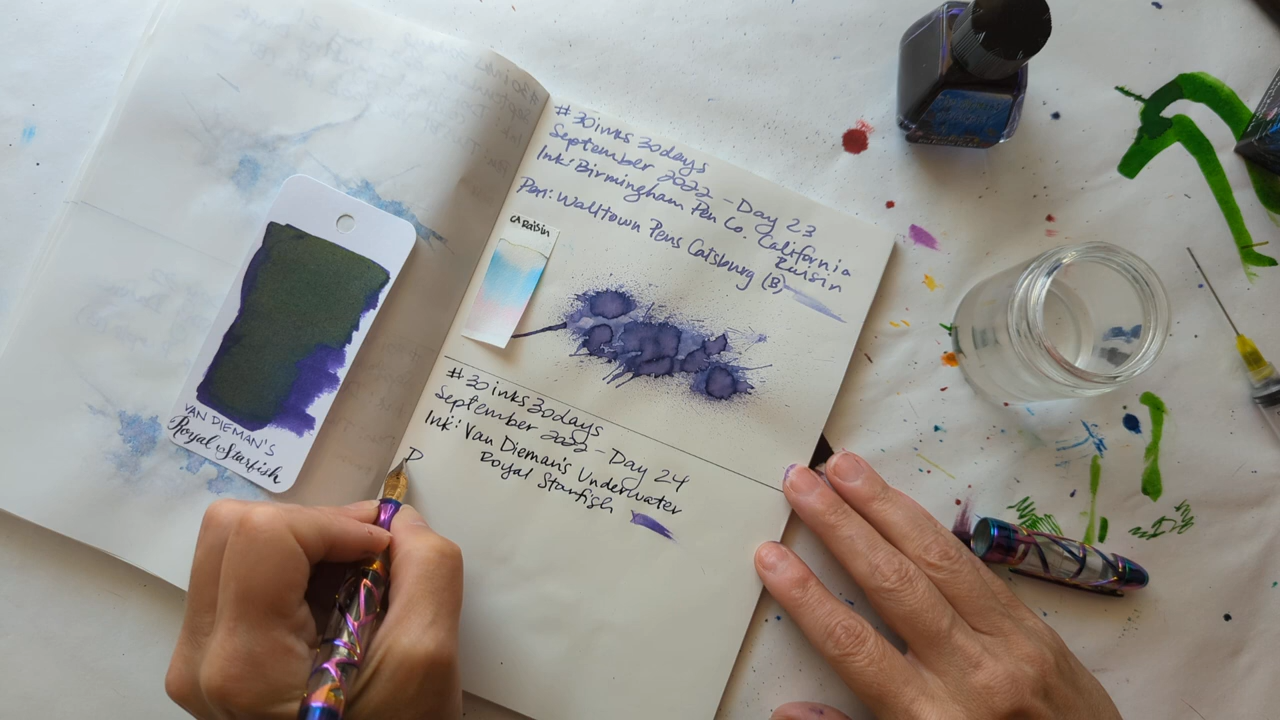 #30inks30days
September 2022 - Day 23
Ink: Birmingham Pen Co. California
Raisin
Pen: Walltown Pens Catsburg (B)
CA Raisin
#30inks30days
September 2022 - Day 24
Ink: Van Dieman's Underwater
Royal Starfish
P
VAN DIEMAN'S
Royal Starfish